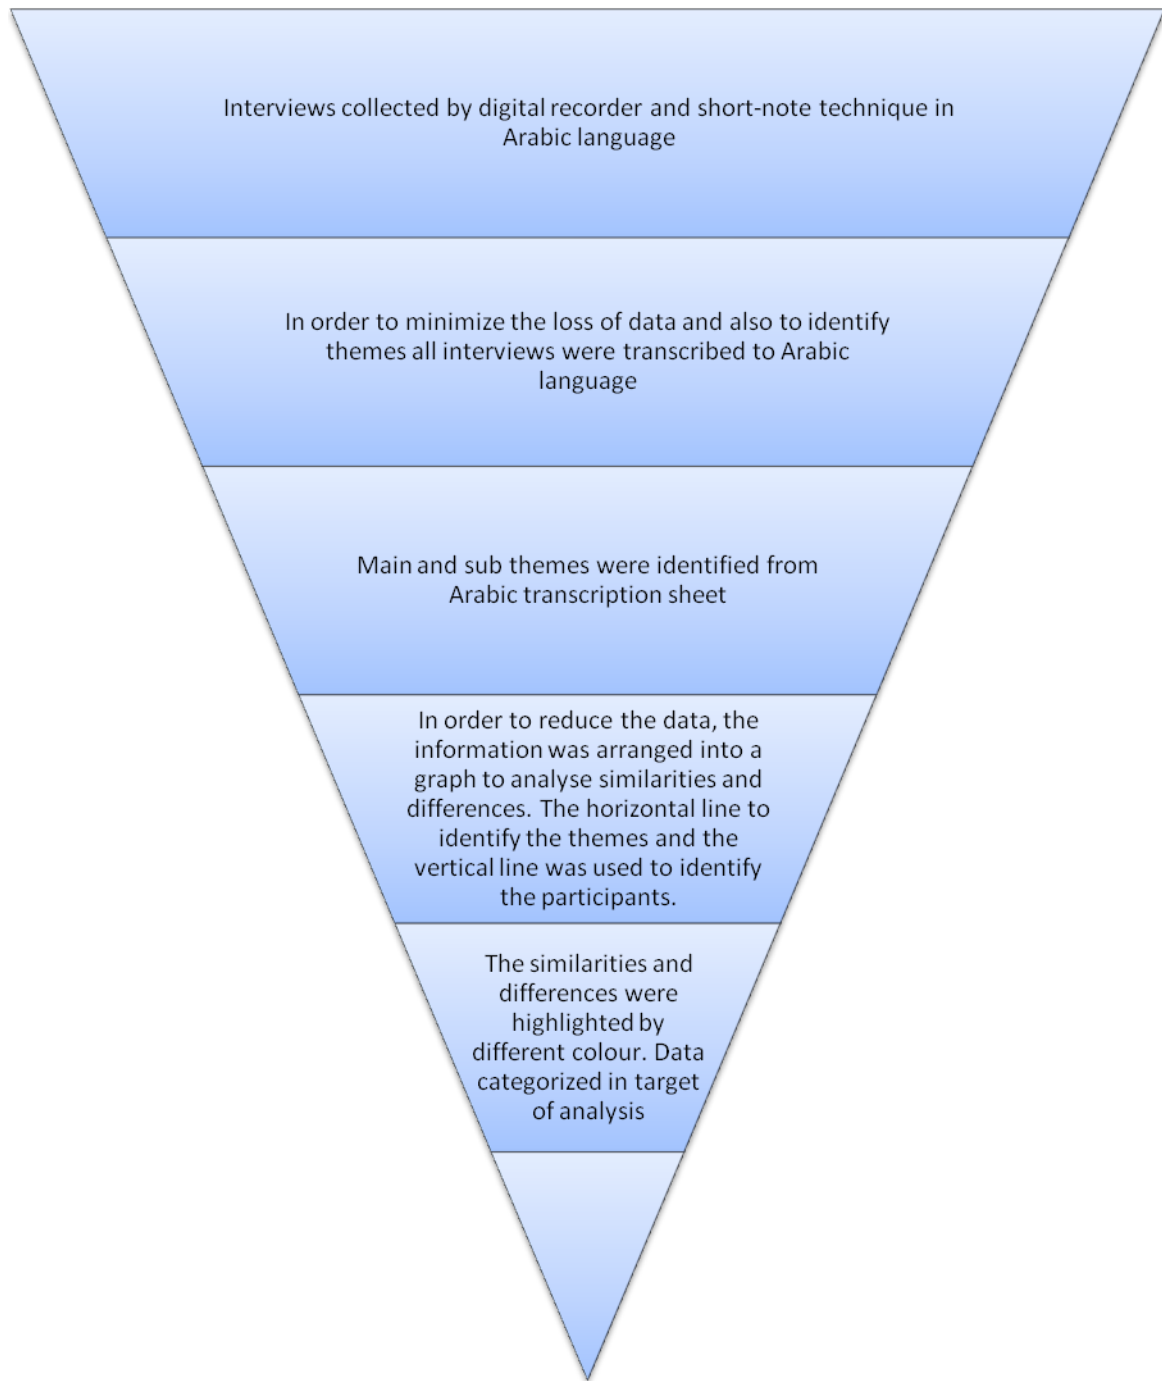 Interviews collected by digital recorder and short-note technique in
Arabic language
In order to minimize the loss of data and also to identify
themes all interviews were transcribed to Arabic
language
Main and sub themes were identified from
Arabic transcription sheet
In order to reduce the data, the
information was arranged into a
graph to analyse similarities and
differences. The horizontal line to
identify the themes and the
vertical line was used to identify
the participants.
The similarities and
differences were
highlighted by
different colour. Data
categorized in target
of analysis